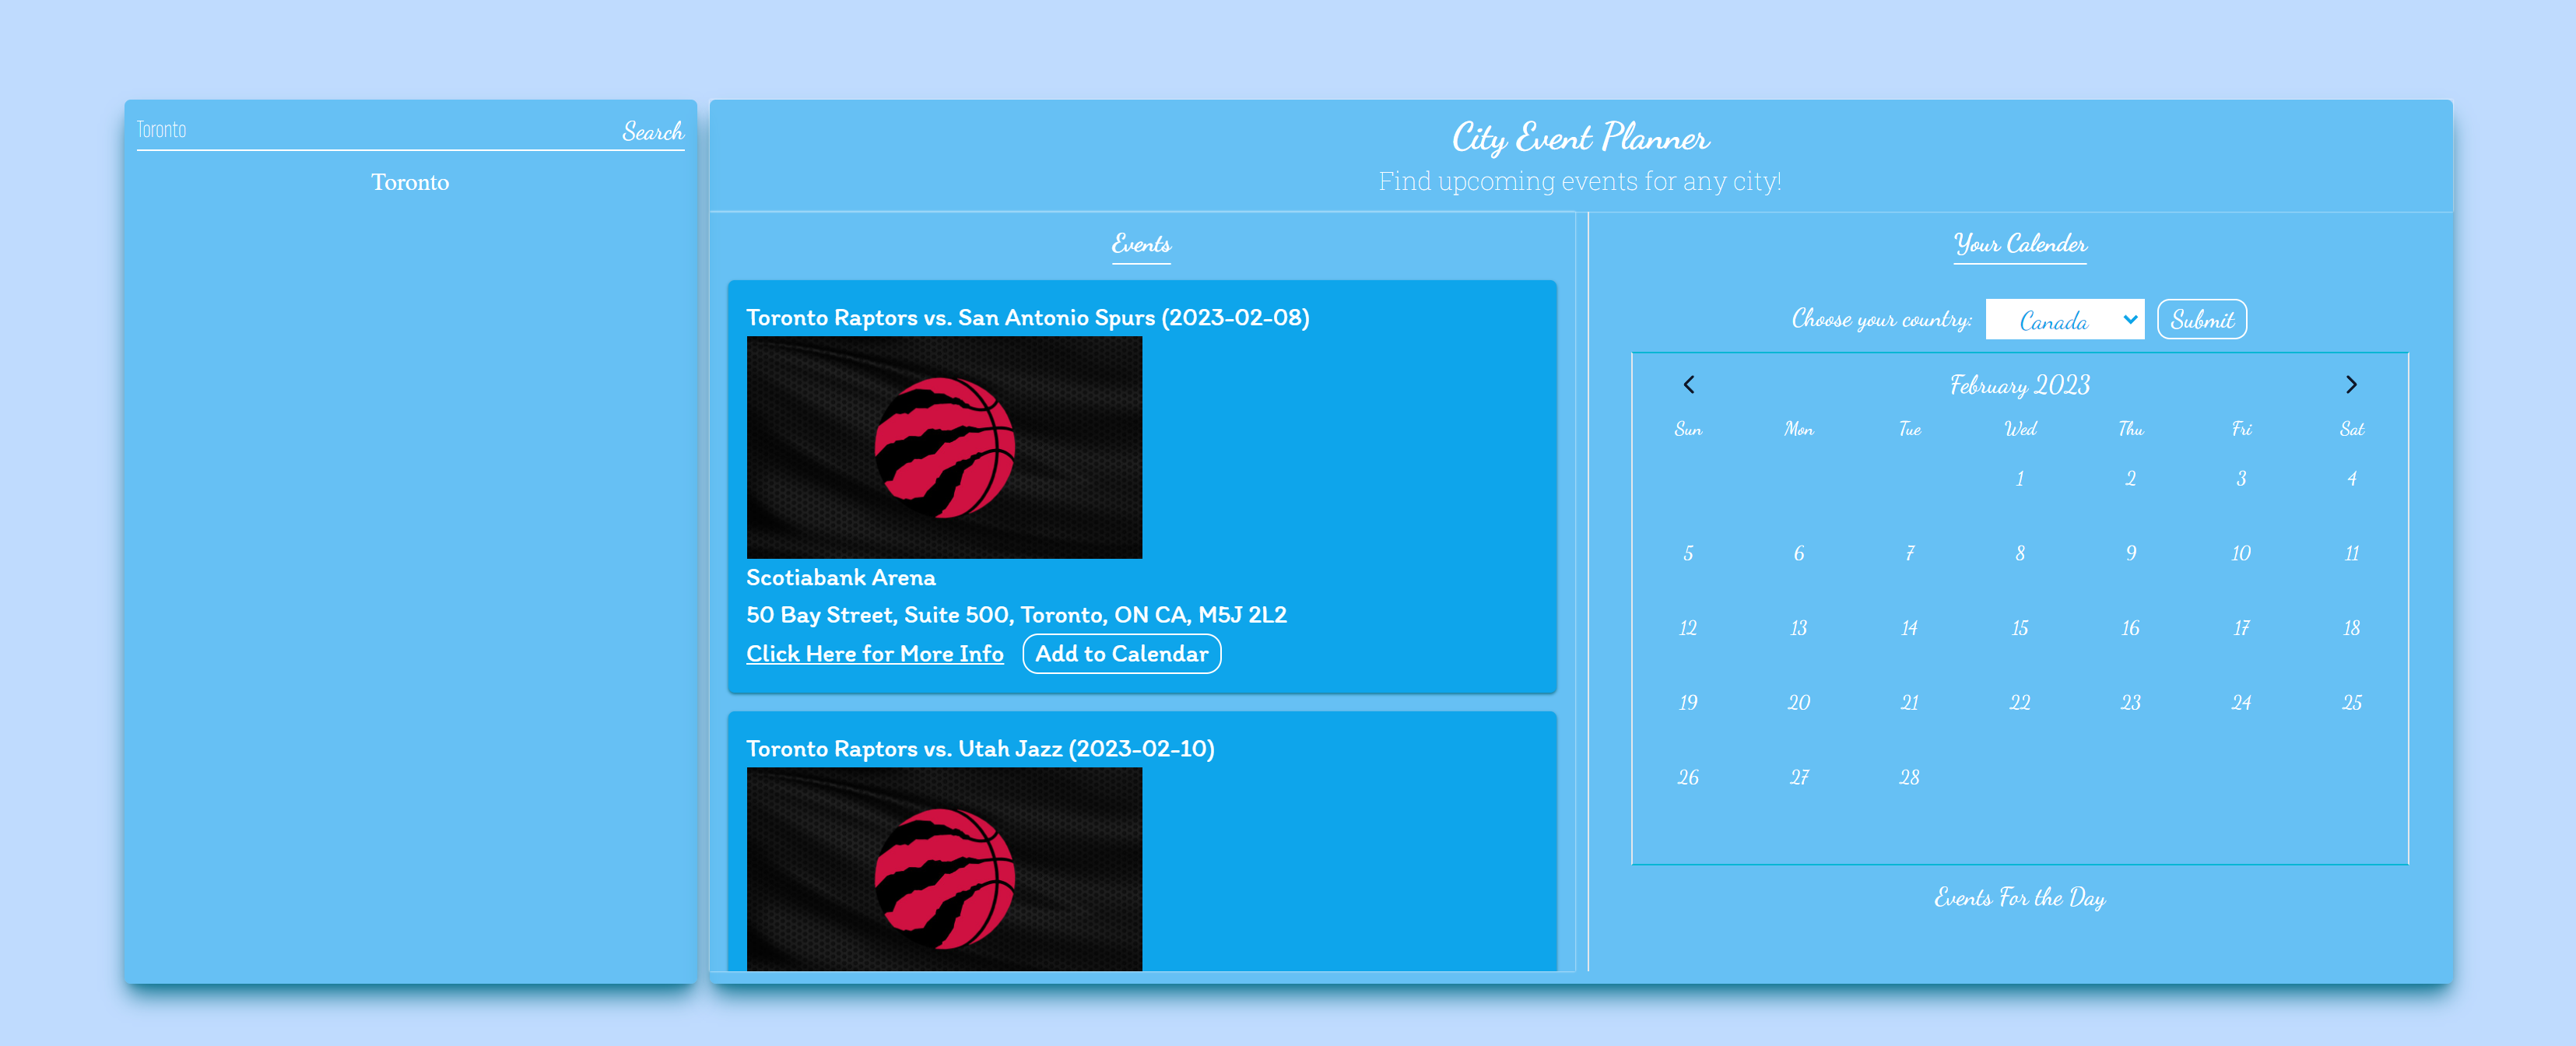 Toronto
Search
Toronto
City Event Planner
Find upcoming events for any city!
Events
Toronto Raptors vs. San Antonio Spurs (2023-02-08)
Scotiabank Arena
50 Bay Street, Suite 500, Toronto, ON CA, M5J 2L2
Click Here for More Info
Add to Calendar
Toronto Raptors vs. Utah Jazz (2023-02-10)
Your Calender
Choose your country: Canada Submit
February 2023
Sun Mon Tue Wed Thu Fri Sat
1 2 3 4
5 6 7 8 9 10 11
12 13 14 15 16 17 18
19 20 21 22 23 24 25
26 27 28
Events For the Day